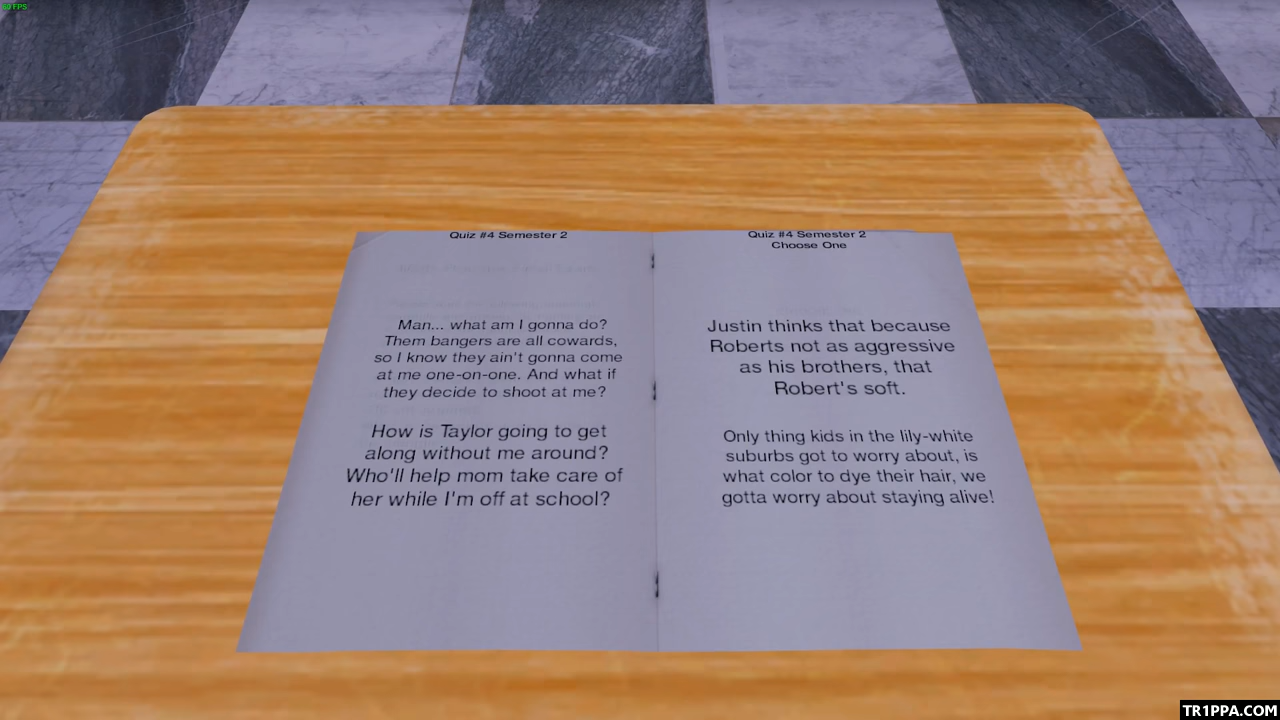 60 FPS
Quiz #4 Semester 2
Man... what am I gonna do?
Them bangers are all cowards,
so I know they ain't gonna come
at me one-on-one. And what if
they decide to shoot at me?
How is Taylor going to get
along without me around?
Who'll help mom take care of
her while I'm off at school?
Quiz #4 Semester 2
Choose One
Justin thinks that because
Roberts not as aggressive
as his brothers, that
Robert's soft.
Only thing kids in the lily-white
suburbs got to worry about, is
what color to dye their hair, we
gotta worry about staying alive!
TR1PPA.COM